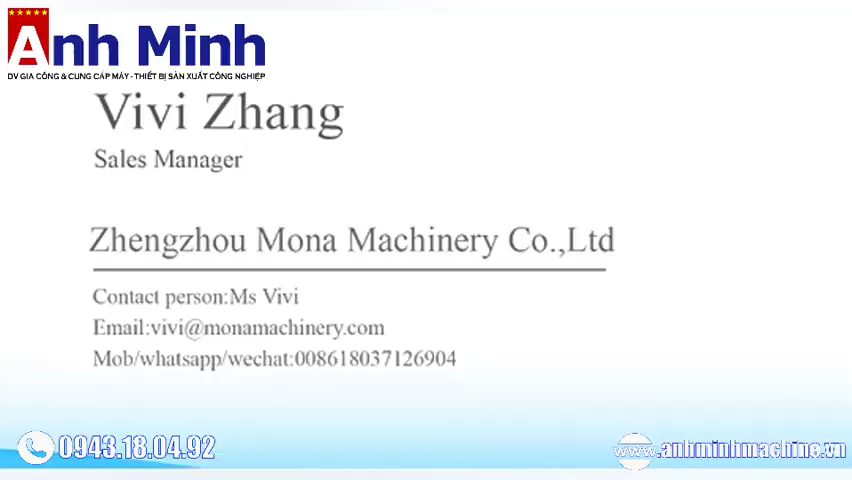 Anh Minh
DV GIA CÔNG & CUNG CẤP MÁY - THIẾT BỊ SẢN XUẤT CÔNG NGHIỆP
Vivi Zhang
Sales Manager
Zhengzhou Mona Machinery Co.,Ltd
Contact person:Ms Vivi
Email:vivi@monamachinery.com
Mob/whatsapp/wechat:008618037126904
0943.18.04.92
www.anhminhmachine.vn